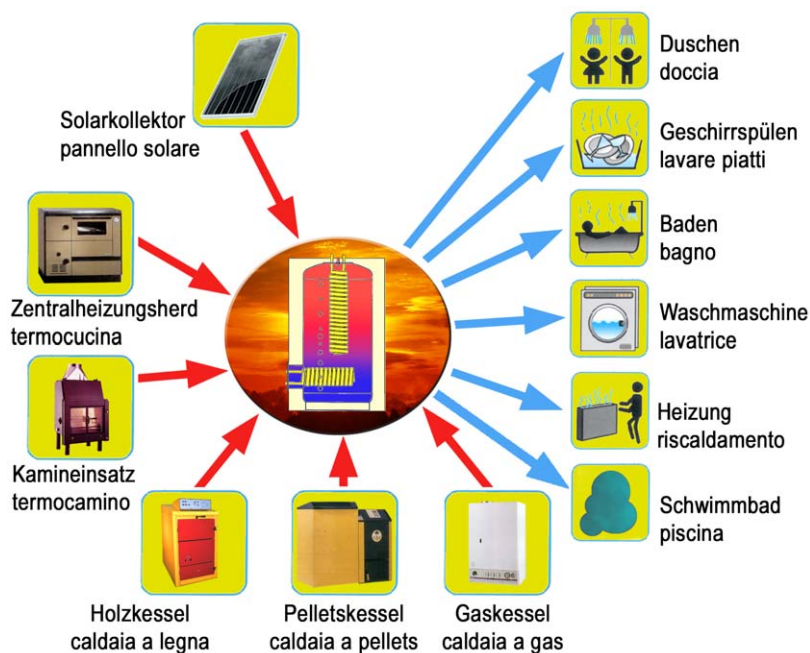 Solarkollektor
pannello solare
Zentralheizungsherd
termocucina
Kamineinsatz
termocamino
Holzkessel
caldaia a legna
Pelletskessel
caldaia a pellets
Gaskessel
caldaia a gas
Duschen
doccia
Geschirrspülen
lavare piatti
Baden
bagno
Waschmaschine
lavatrice
Heizung
riscaldamento
Schwimmbad
piscina